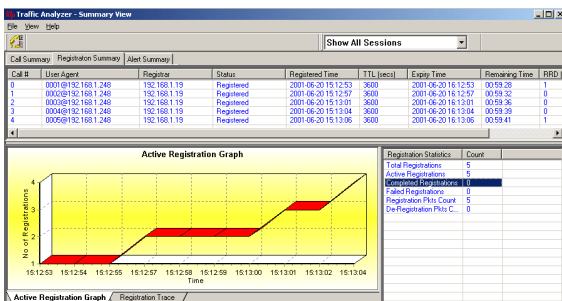 Traffic Analyzer - Summary View
File View Help
Show All Sessions
Call Summary Registraton Summary Alert Summary
Call # User Agent Registrar Status Registered Time TTL (secs) Expiry Time Remaining Time RRD
0 0001@192.168.1.248 192.168.1.19 Registered 2001-06-20 15:12:53 3600 2001-06-20 16:12:53 00:59:28 1
1 0002@192.168.1.248 192.168.1.19 Registered 2001-06-20 15:12:57 3600 2001-06-20 16:12:57 00:59:32 0
2 0003@192.168.1.248 192.168.1.19 Registered 2001-06-20 15:13:01 3600 2001-06-20 16:13:01 00:59:36 0
3 0004@192.168.1.248 192.168.1.19 Registered 2001-06-20 15:13:04 3600 2001-06-20 16:13:04 00:59:39 0
4 0005@192.168.1.248 192.168.1.19 Registered 2001-06-20 15:13:06 3600 2001-06-20 16:13:06 00:59:41 1
Active Registration Graph
No of Registrations
4
3
2
1
15:12:53 15:12:54 15:12:55 15:12:57 15:12:58 15:12:59 15:13:00 15:13:01 15:13:02 15:13:03 15:13:04
Time
Active Registration Graph Registration Trace
Registration Statistics Count
Total Registrations 5
Active Registrations 5
Completed Registrations 0
Failed Registrations 0
Registration Pkts Count 5
De-Registration Pkts C... 0